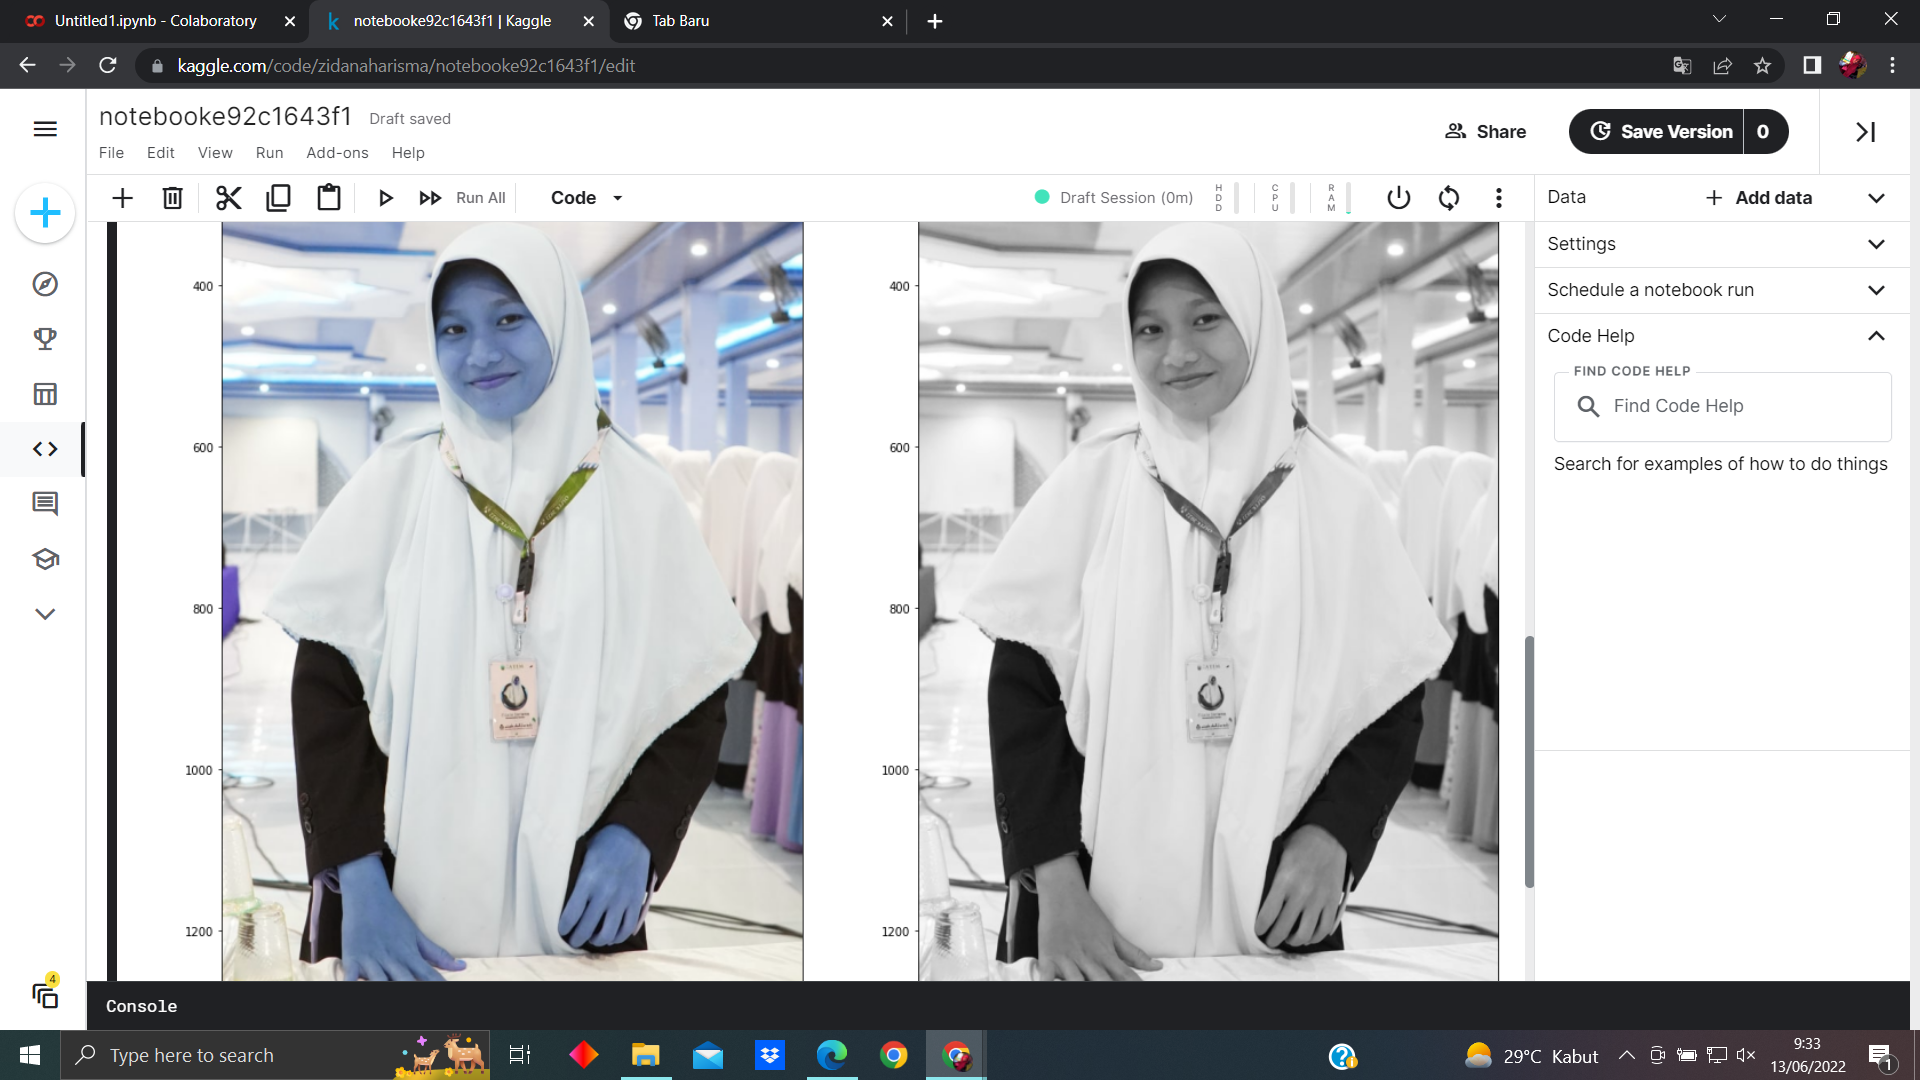 Untitled1.ipynb - Colaboratory
notebooke92c1643f1 | Kaggle
Tab Baru
kaggle.com/code/zidanaharisma/notebooke92c1643f1/edit
notebooke92c1643f1
Draft saved
Share
Save Version
0
File
Edit
View
Run
Add-ons
Help
Run All
Code
Draft Session (0m)
HDD
CPU
RAM
Data
Add data
Settings
Schedule a notebook run
Code Help
FIND CODE HELP
Find Code Help
Search for examples of how to do things
400
600
800
1000
1200
400
600
800
1000
1200
4
Console
Type here to search
29°C Kabut
9:33
13/06/2022
1